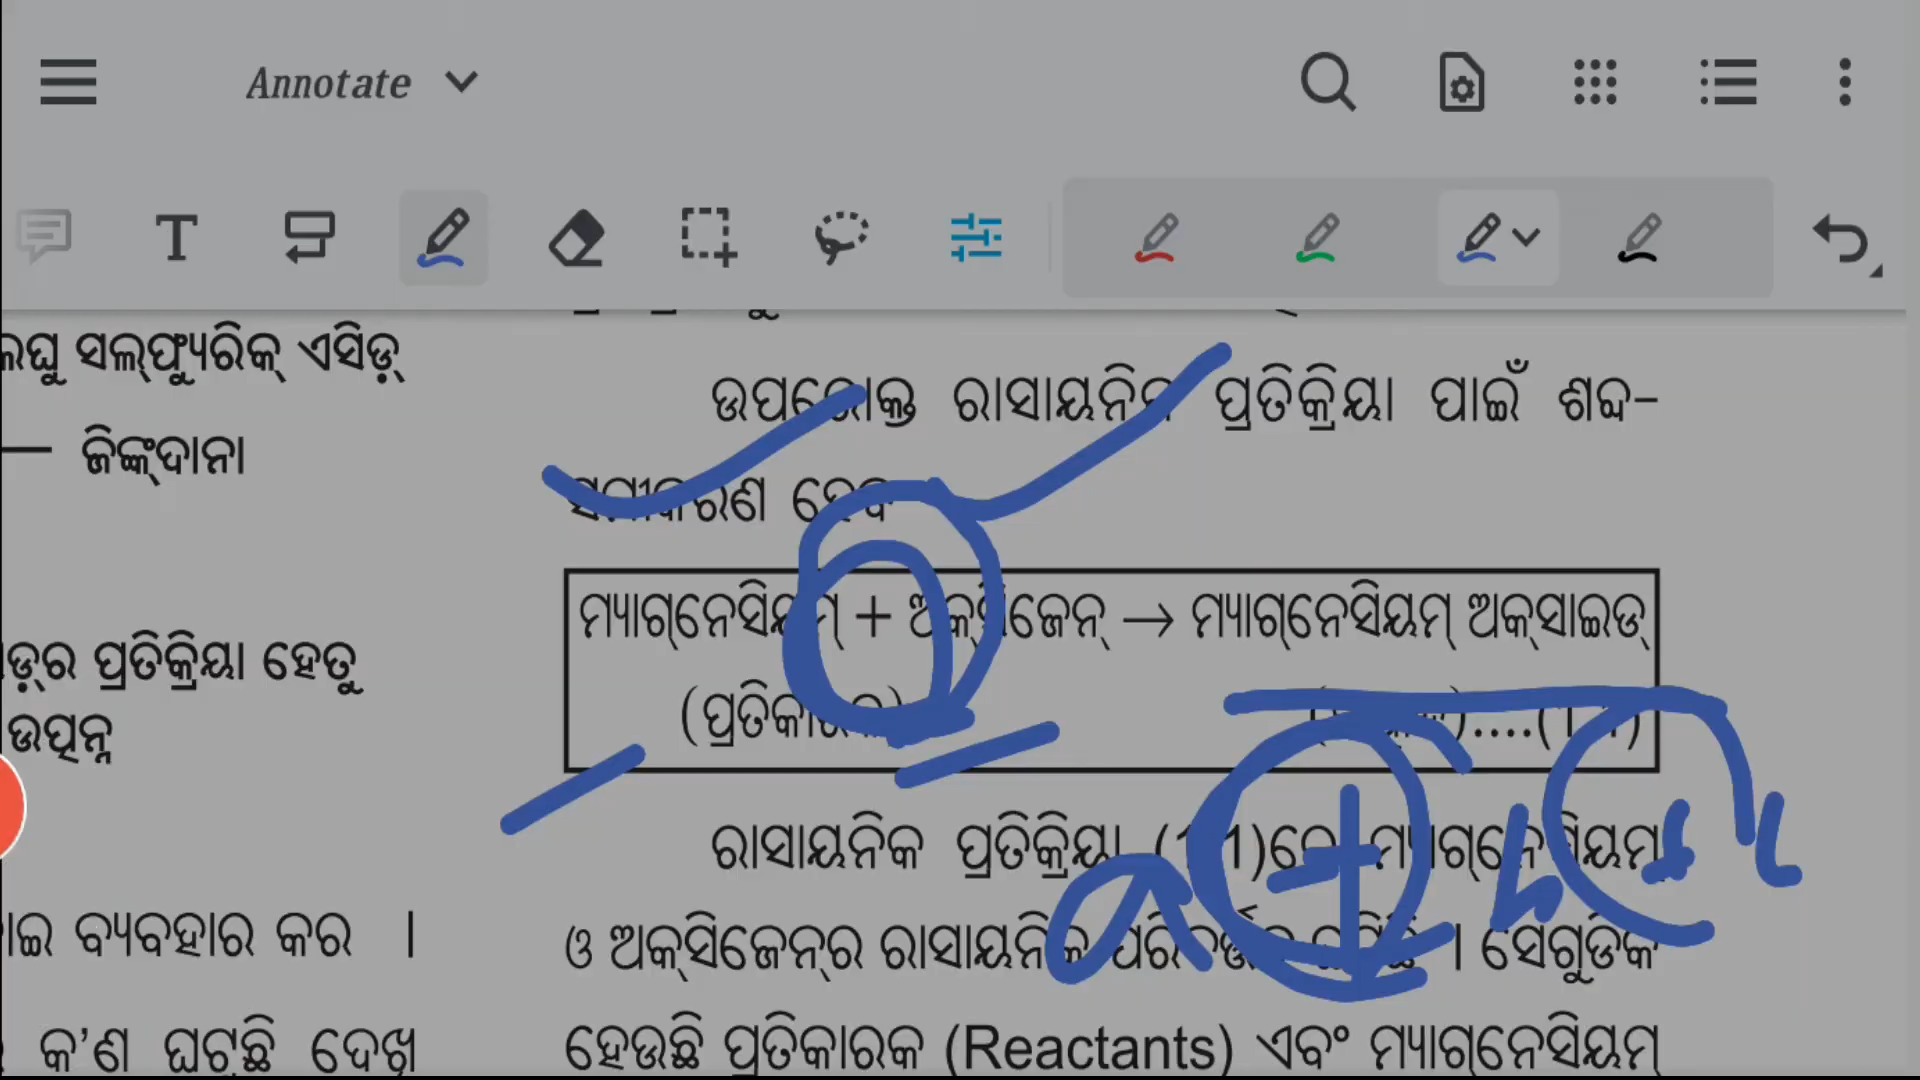 Annotate
T
ଲଘୁ ସଲ୍‌ଫ୍ୟୁରିକ୍ ଏସିଡ଼୍
— ଜିଙ୍କ୍‌ଦାନା
ପ୍ରତିକ୍ରିୟା ହେତୁ
ଉତ୍ପନ୍ନ
ବ୍ୟବହାର କର ।
କ'ଣ ଘଟୁଛି ଦେଖ
ଉପରୋକ୍ତ ରାସାୟନିକ ପ୍ରତିକ୍ରିୟା ପାଇଁ ଶବ୍ଦ-
ସମୀକରଣ ହେବ
ମ୍ୟାଗ୍‌ନେସିୟମ୍ + ଅକ୍‌ସିଜେନ୍ → ମ୍ୟାଗ୍‌ନେସିୟମ୍ ଅକ୍‌ସାଇଡ୍
(ପ୍ରତିକାରକ)
ରାସାୟନିକ ପ୍ରତିକ୍ରିୟା (1.1)ରେ ମ୍ୟାଗ୍‌ନେସିୟମ୍
ଓ ଅକ୍‌ସିଜେନ୍‌ର ରାସାୟନିକ ପରିବର୍ତ୍ତନ ଘଟିଛି । ସେଗୁଡିକ
ହେଉଛି ପ୍ରତିକାରକ (Reactants) ଏବଂ ମ୍ୟାଗ୍‌ନେସିୟମ୍